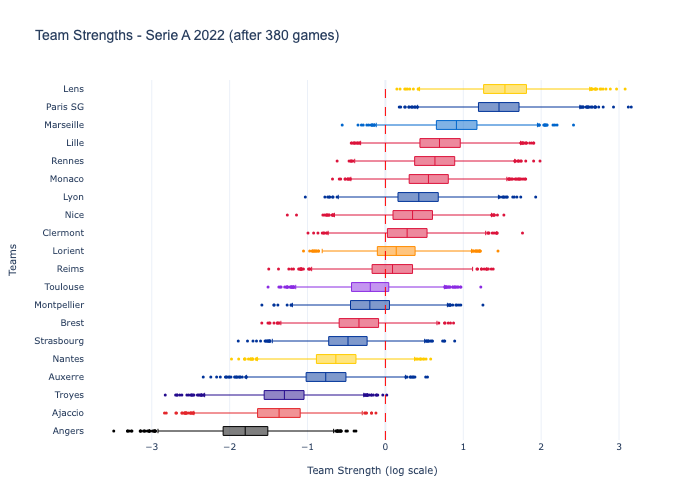 Team Strengths - Serie A 2022 (after 380 games)
Lens
Paris SG
Marseille
Lille
Rennes
Monaco
Lyon
Nice
Clermont
Lorient
Reims
Toulouse
Montpellier
Brest
Strasbourg
Nantes
Auxerre
Troyes
Ajaccio
Angers
Teams
−3 −2 −1 0 1 2 3
Team Strength (log scale)